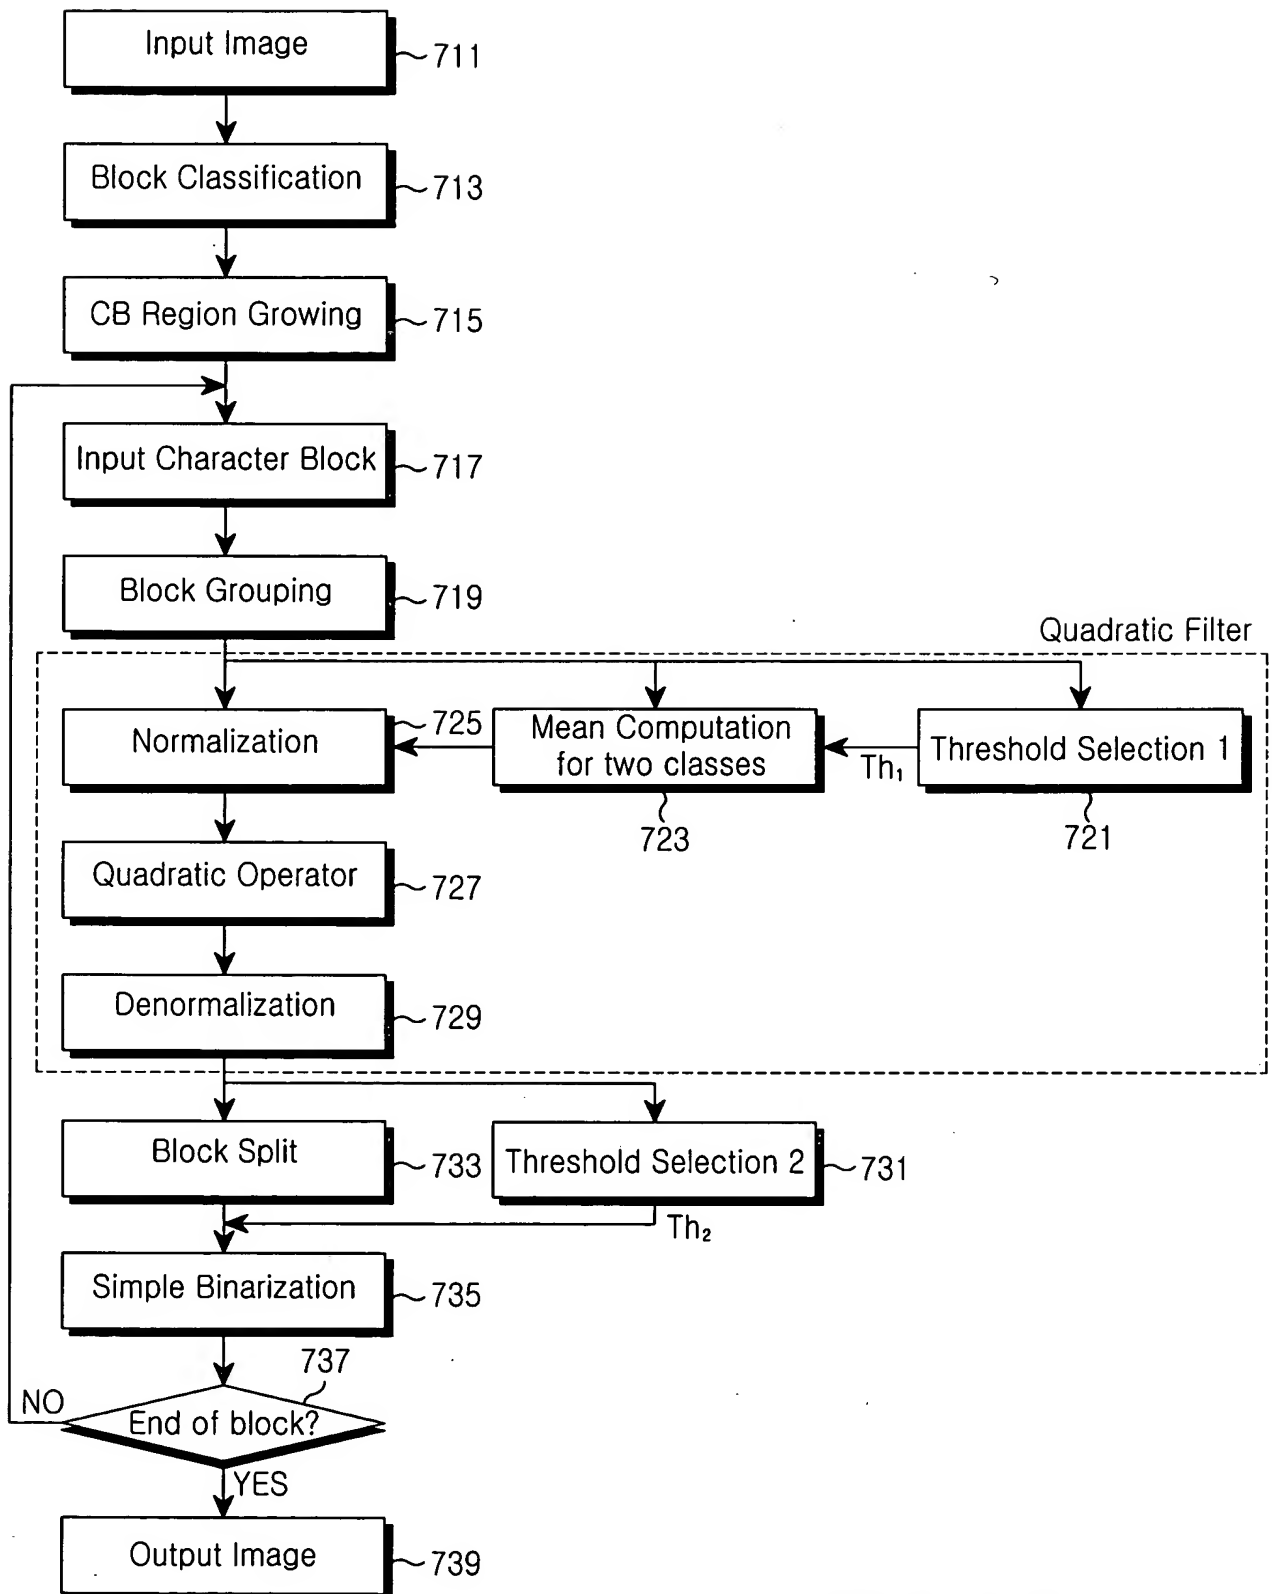 Input Image
711
Block Classification
713
CB Region Growing
715
Input Character Block
717
Block Grouping
719
Quadratic Filter
Normalization
725
Mean Computation
for two classes
723
Th₁
Threshold Selection 1
721
Quadratic Operator
727
Denormalization
729
Block Split
733
Threshold Selection 2
731
Th₂
Simple Binarization
735
737
NO
End of block?
YES
Output Image
739